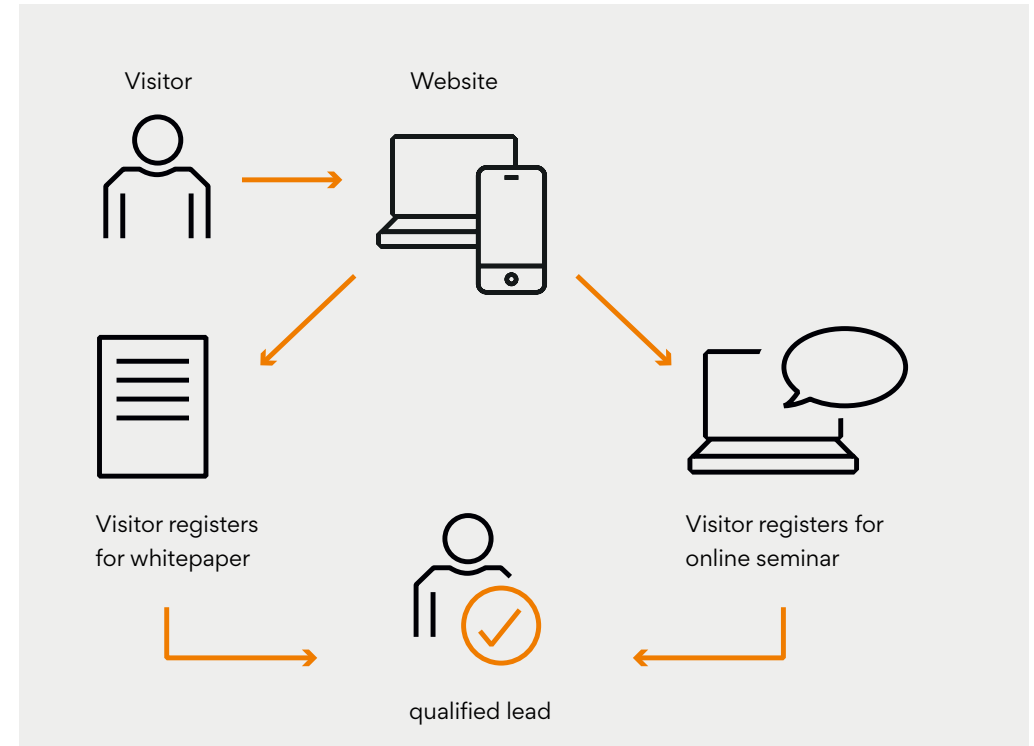 Visitor
Website
Visitor registers
for whitepaper
Visitor registers for
online seminar
qualified lead